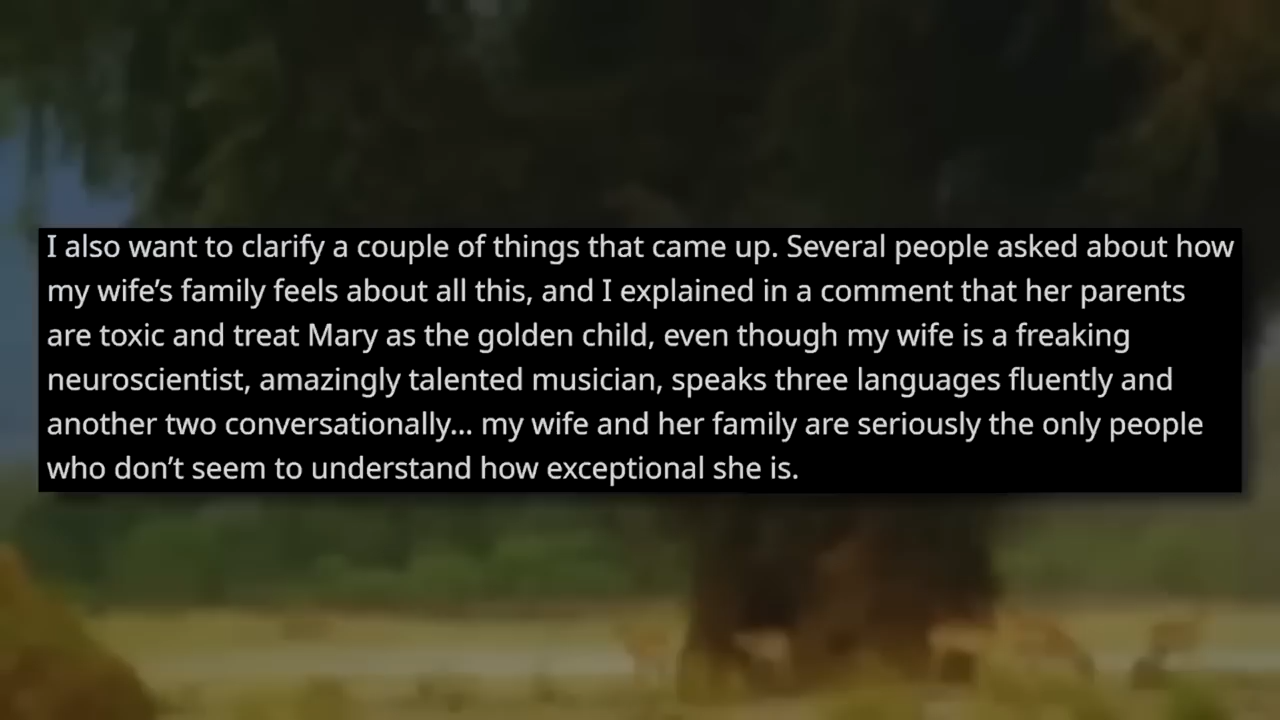 I also want to clarify a couple of things that came up. Several people asked about how
my wife’s family feels about all this, and I explained in a comment that her parents
are toxic and treat Mary as the golden child, even though my wife is a freaking
neuroscientist, amazingly talented musician, speaks three languages fluently and
another two conversationally... my wife and her family are seriously the only people
who don’t seem to understand how exceptional she is.